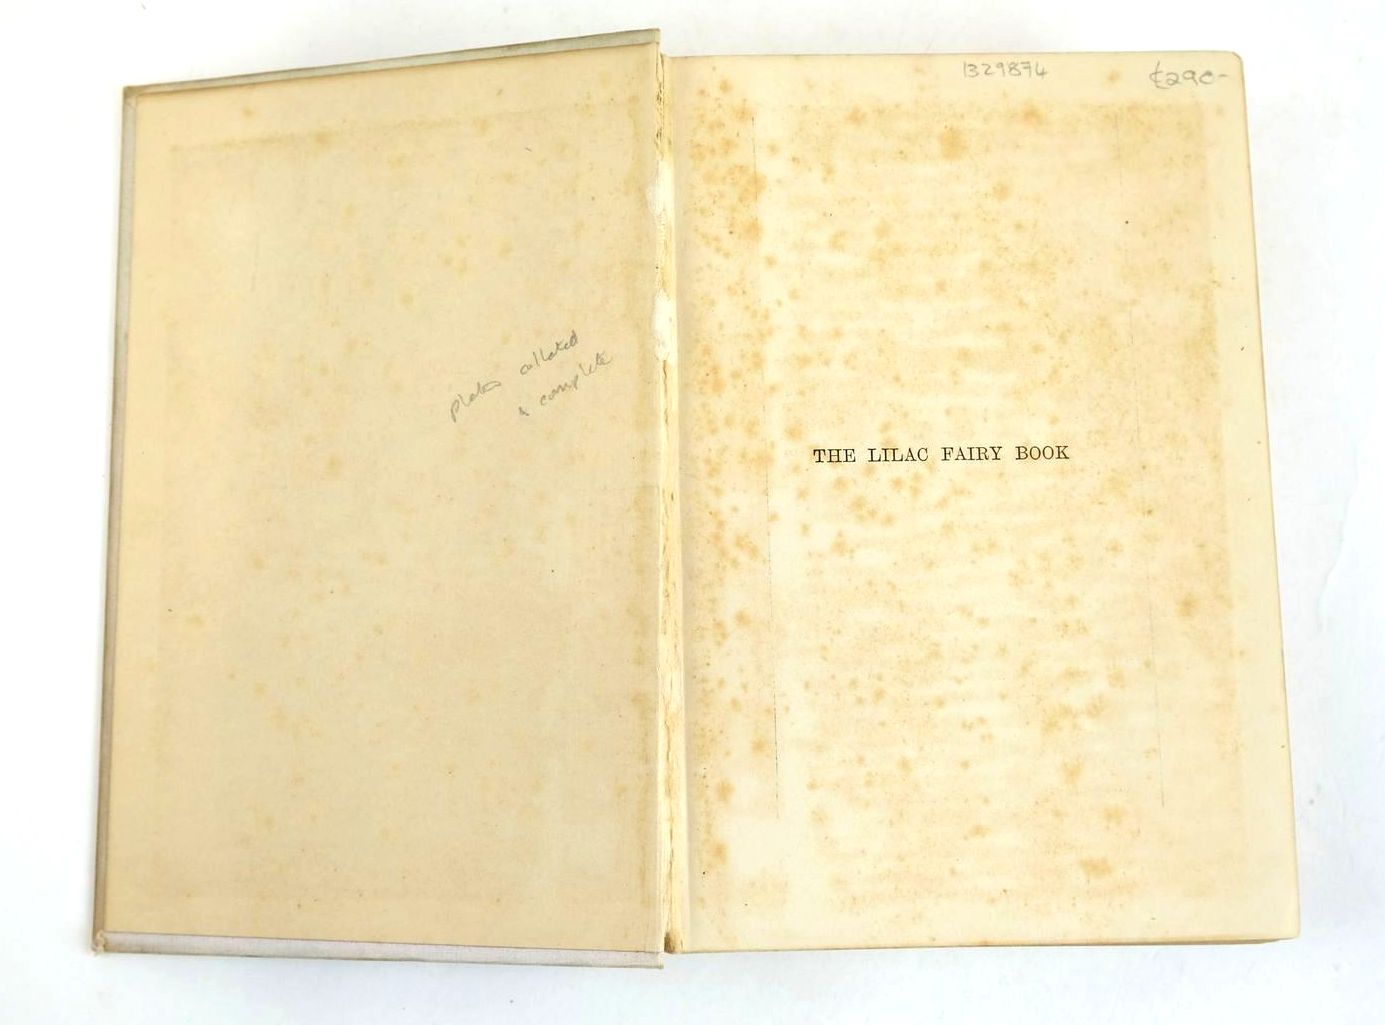 plates collated
& complete
1329874
£290-
THE LILAC FAIRY BOOK